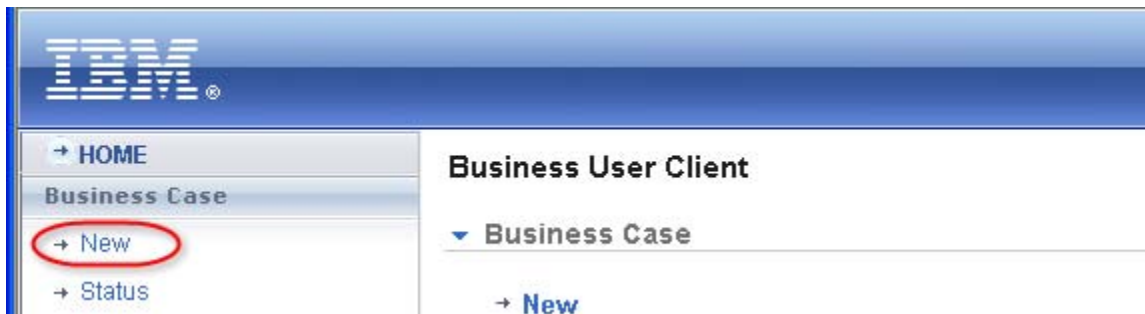 IBM®
HOME
Business Case
New
Status
Business User Client
Business Case
New